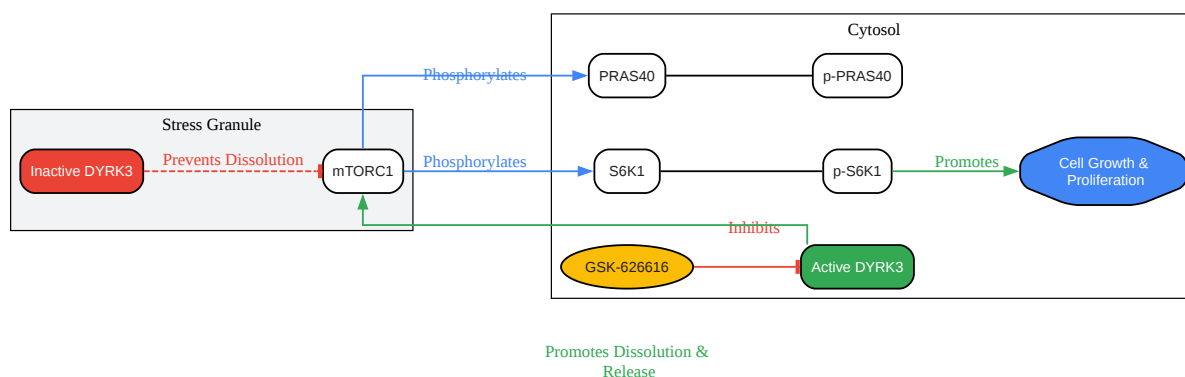 Cytosol
Phosphorylates
PRAS40
p-PRAS40
Stress Granule
Inactive DYRK3
Prevents Dissolution
mTORC1
Phosphorylates
S6K1
p-S6K1
Promotes
Cell Growth &
Proliferation
Inhibits
GSK-626616
Active DYRK3
Promotes Dissolution &
Release